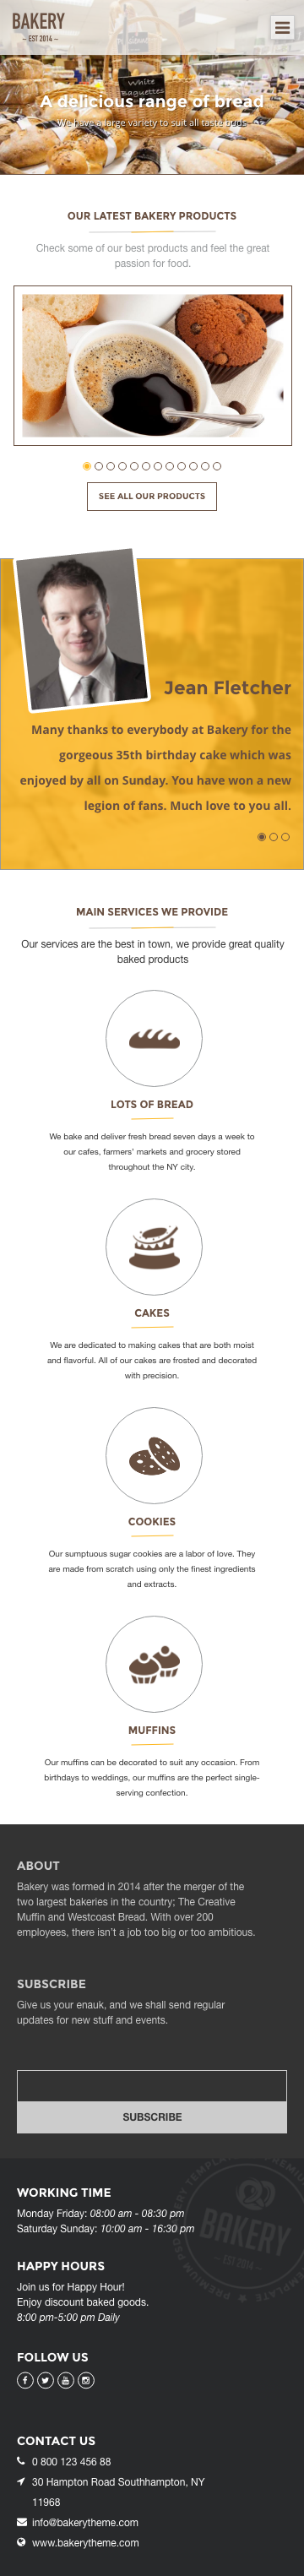 BAKERY
– EST 2014 –
White
Baguettes
A delicious range of bread
We have a large variety to suit all taste buds
OUR LATEST BAKERY PRODUCTS
Check some of our best products and feel the great
passion for food.
SEE ALL OUR PRODUCTS
Jean Fletcher
Many thanks to everybody at Bakery for the
gorgeous 35th birthday cake which was
enjoyed by all on Sunday. You have won a new
legion of fans. Much love to you all.
MAIN SERVICES WE PROVIDE
Our services are the best in town, we provide great quality
baked products
LOTS OF BREAD
We bake and deliver fresh bread seven days a week to
our cafes, farmers' markets and grocery stored
throughout the NY city.
CAKES
We are dedicated to making cakes that are both moist
and flavorful. All of our cakes are frosted and decorated
with precision.
COOKIES
Our sumptuous sugar cookies are a labor of love. They
are made from scratch using only the finest ingredients
and extracts.
MUFFINS
Our muffins can be decorated to suit any occasion. From
birthdays to weddings, our muffins are the perfect single-
serving confection.
ABOUT
Bakery was formed in 2014 after the merger of the
two largest bakeries in the country; The Creative
Muffin and Westcoast Bread. With over 200
employees, there isn't a job too big or too ambitious.
SUBSCRIBE
Give us your enauk, and we shall send regular
updates for new stuff and events.
SUBSCRIBE
WORKING TIME
Monday Friday: 08:00 am - 08:30 pm
Saturday Sunday: 10:00 am - 16:30 pm
BAKERY
– EST 2014 –
HAPPY HOURS
Join us for Happy Hour!
Enjoy discount baked goods.
8:00 pm-5:00 pm Daily
FOLLOW US
CONTACT US
0 800 123 456 88
30 Hampton Road Southhampton, NY
11968
info@bakerytheme.com
www.bakerytheme.com